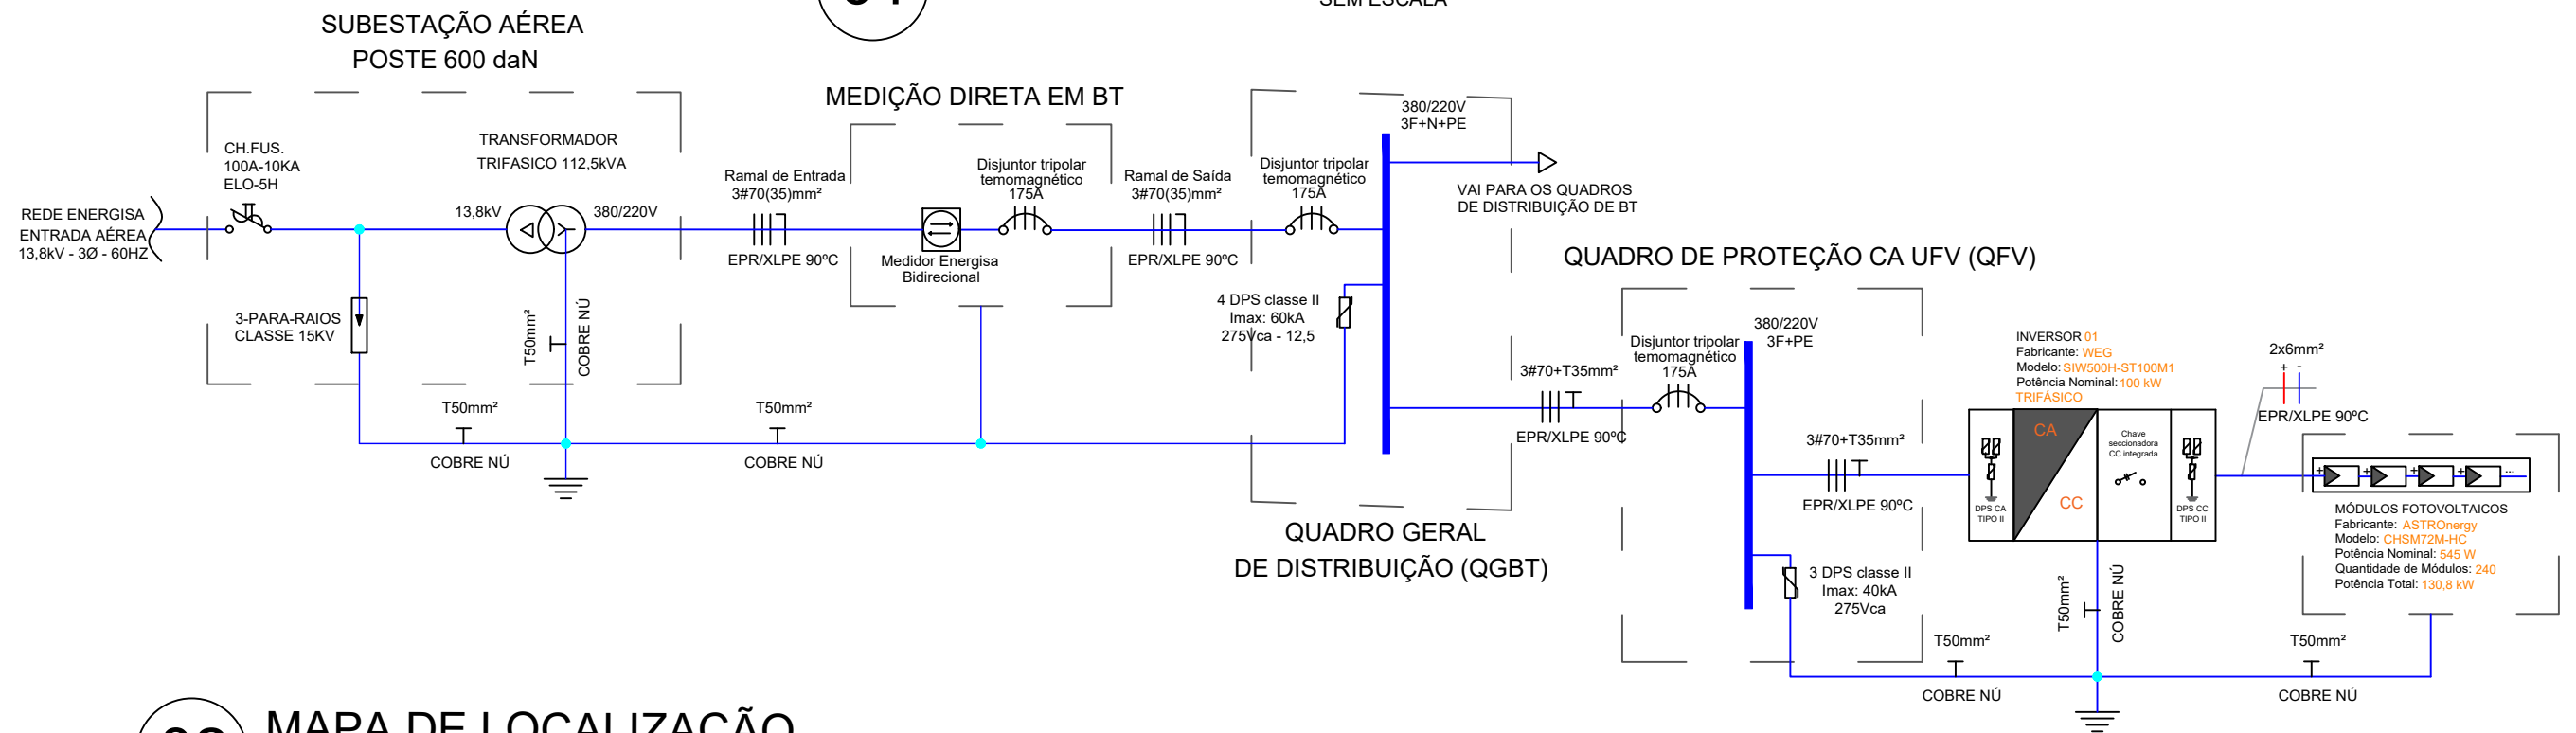 SUBESTAÇÃO AÉREA
POSTE 600 daN
CH.FUS.
100A-10KA
ELO-5H
TRANSFORMADOR
TRIFASICO 112,5kVA
REDE ENERGISA
ENTRADA AÉREA
13,8kV - 3Ø - 60HZ
13,8kV
380/220V
3-PARA-RAIOS
CLASSE 15KV
T50mm²
COBRE NÚ
T50mm²
COBRE NÚ
T50mm²
COBRE NÚ
Ramal de Entrada
3#70(35)mm²
EPR/XLPE 90ºC
MEDIÇÃO DIRETA EM BT
Disjuntor tripolar
temomagnético
175A
Medidor Energisa
Bidirecional
Ramal de Saída
3#70(35)mm²
EPR/XLPE 90ºC
Disjuntor tripolar
temomagnético
175A
380/220V
3F+N+PE
VAI PARA OS QUADROS
DE DISTRIBUIÇÃO DE BT
4 DPS classe II
Imax: 60kA
275Vca - 12,5
QUADRO GERAL
DE DISTRIBUIÇÃO (QGBT)
3#70+T35mm²
EPR/XLPE 90ºC
QUADRO DE PROTEÇÃO CA UFV (QFV)
Disjuntor tripolar
temomagnético
175A
380/220V
3F+PE
3#70+T35mm²
EPR/XLPE 90ºC
3 DPS classe II
Imax: 40kA
275Vca
INVERSOR 01
Fabricante: WEG
Modelo: SIW500H-ST100M1
Potência Nominal: 100 kW
TRIFÁSICO
DPS CA
TIPO II
CA
CC
Chave
seccionadora
CC integrada
DPS CC
TIPO II
2x6mm²
+ -
EPR/XLPE 90ºC
+ + + + ...
MÓDULOS FOTOVOLTAICOS
Fabricante: ASTROnergy
Modelo: CHSM72M-HC
Potência Nominal: 545 W
Quantidade de Módulos: 240
Potência Total: 130,8 kW
T50mm²
COBRE NÚ
T50mm²
COBRE NÚ
T50mm²
COBRE NÚ
SEM ESCALA
MAPA DE LOCALIZAÇÃO